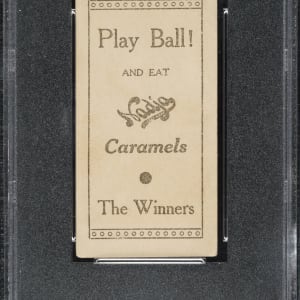 Play Ball!
AND EAT
Nadja
Caramels
The Winners